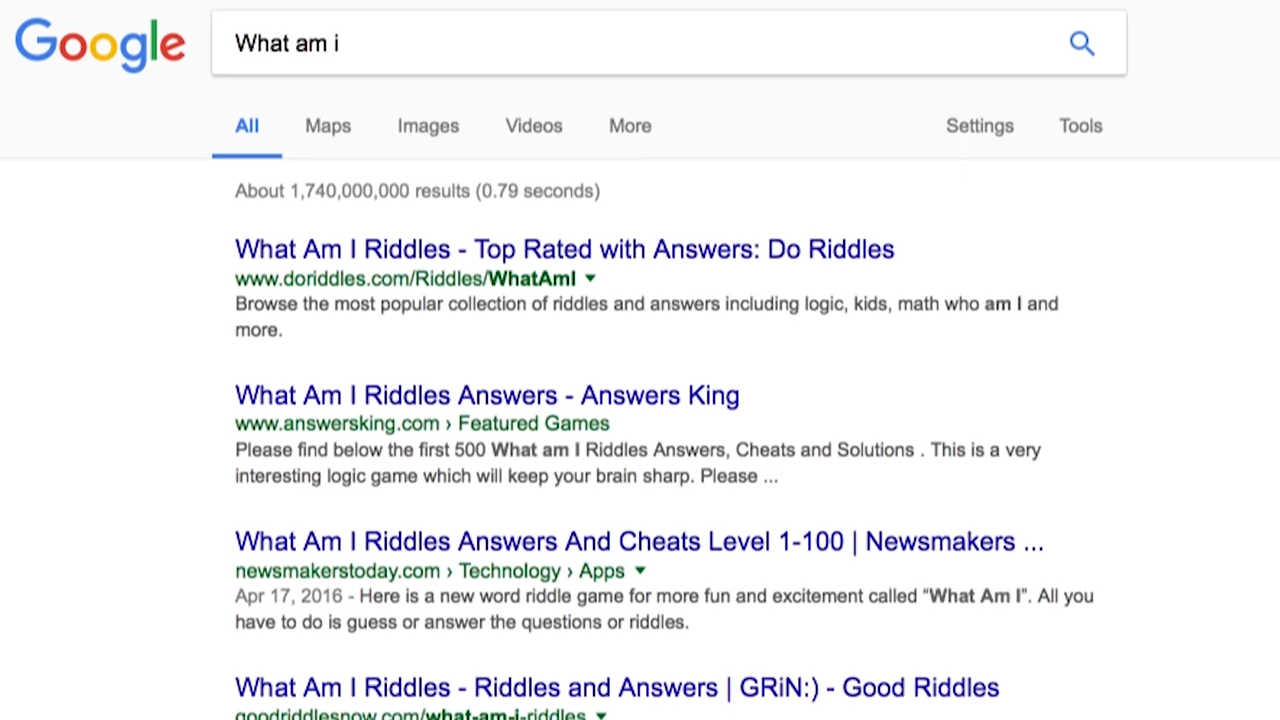 Google
What am i
All Maps Images Videos More Settings Tools
About 1,740,000,000 results (0.79 seconds)
What Am I Riddles - Top Rated with Answers: Do Riddles
www.doriddles.com/Riddles/WhatAmI
Browse the most popular collection of riddles and answers including logic, kids, math who am I and
more.
What Am I Riddles Answers - Answers King
www.answersking.com › Featured Games
Please find below the first 500 What am I Riddles Answers, Cheats and Solutions . This is a very
interesting logic game which will keep your brain sharp. Please ...
What Am I Riddles Answers And Cheats Level 1-100 | Newsmakers ...
newsmakerstoday.com › Technology › Apps
Apr 17, 2016 - Here is a new word riddle game for more fun and excitement called “What Am I”. All you
have to do is guess or answer the questions or riddles.
What Am I Riddles - Riddles and Answers | GRiN:) - Good Riddles
goodriddlesnow.com/what-am-i-riddles